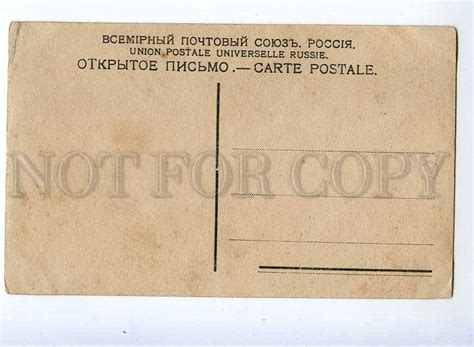 ВСЕМІРНЫЙ ПОЧТОВЫЙ СОЮЗЪ. РОССІЯ.
UNION POSTALE UNIVERSELLE RUSSIE.
ОТКРЫТОЕ ПИСЬМО.—CARTE POSTALE.
NOT FOR COPY